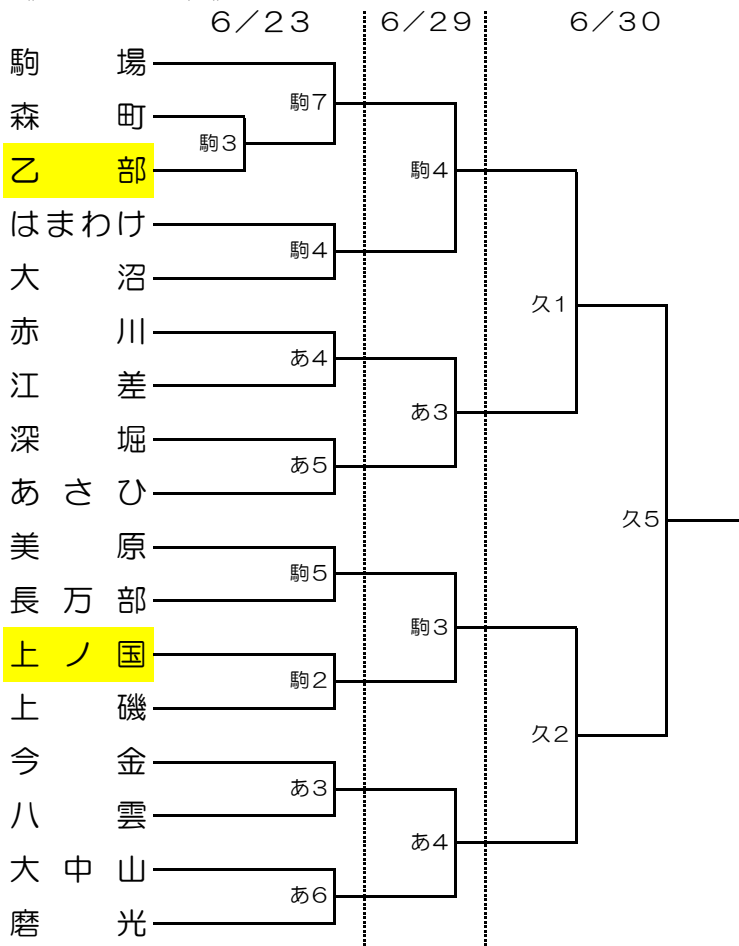 6/23 6/29 6/30
駒場
森町
乙部
はまわけ
大沼
赤川
江差
深堀
あさひ
美原
長万部
上ノ国
上磯
今金
八雲
大中山
磨光
駒7
駒3
駒4
あ4
あ5
駒5
駒2
あ3
あ6
駒4
あ3
駒3
あ4
久1
久2
久5